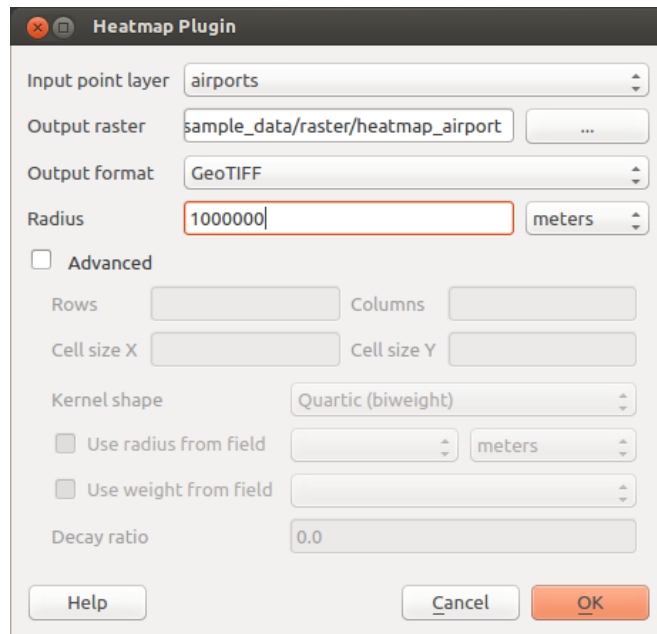 Heatmap Plugin
Input point layer airports
Output raster sample_data/raster/heatmap_airport ...
Output format GeoTIFF
Radius 1000000 meters
Advanced
Rows Columns
Cell size X Cell size Y
Kernel shape Quartic (biweight)
Use radius from field meters
Use weight from field
Decay ratio 0.0
Help Cancel OK